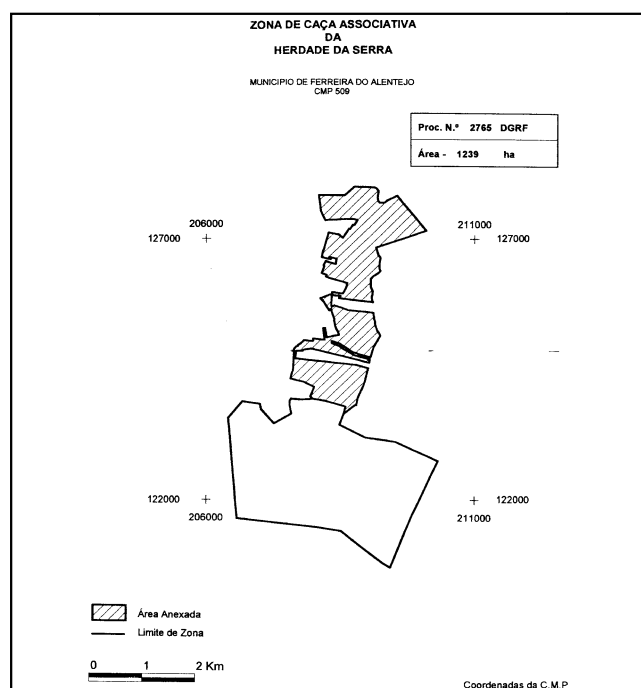 ZONA DE CAÇA ASSOCIATIVA
DA
HERDADE DA SERRA
MUNICIPIO DE FERREIRA DO ALENTEJO
CMP 509
Proc. N.º 2765 DGRF
Área - 1239 ha
206000
127000
211000
127000
122000
206000
122000
211000
Área Anexada
Limite de Zona
0 1 2 Km
Coordenadas da C.M.P